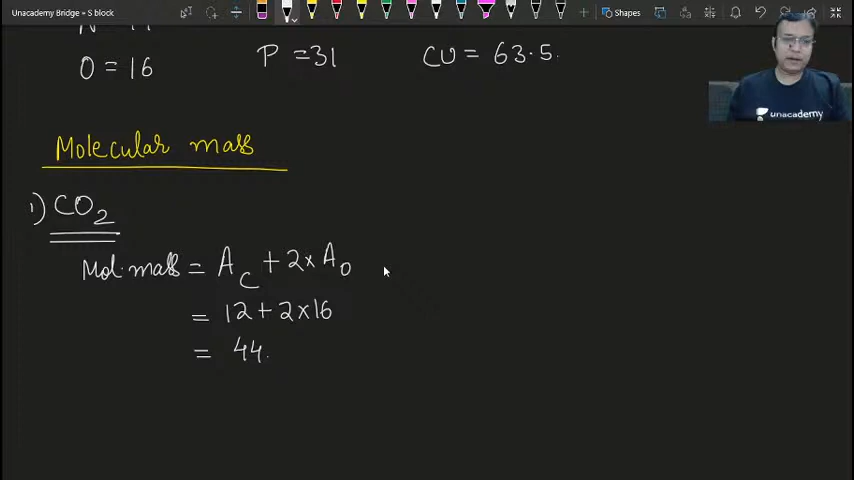 Unacademy Bridge + S block
Shapes
O = 16
P = 31
CU = 63.5.
unacademy
Molecular mass
1) CO2
Mol. mass = AC + 2 x AO
= 12 + 2 x 16
= 44.